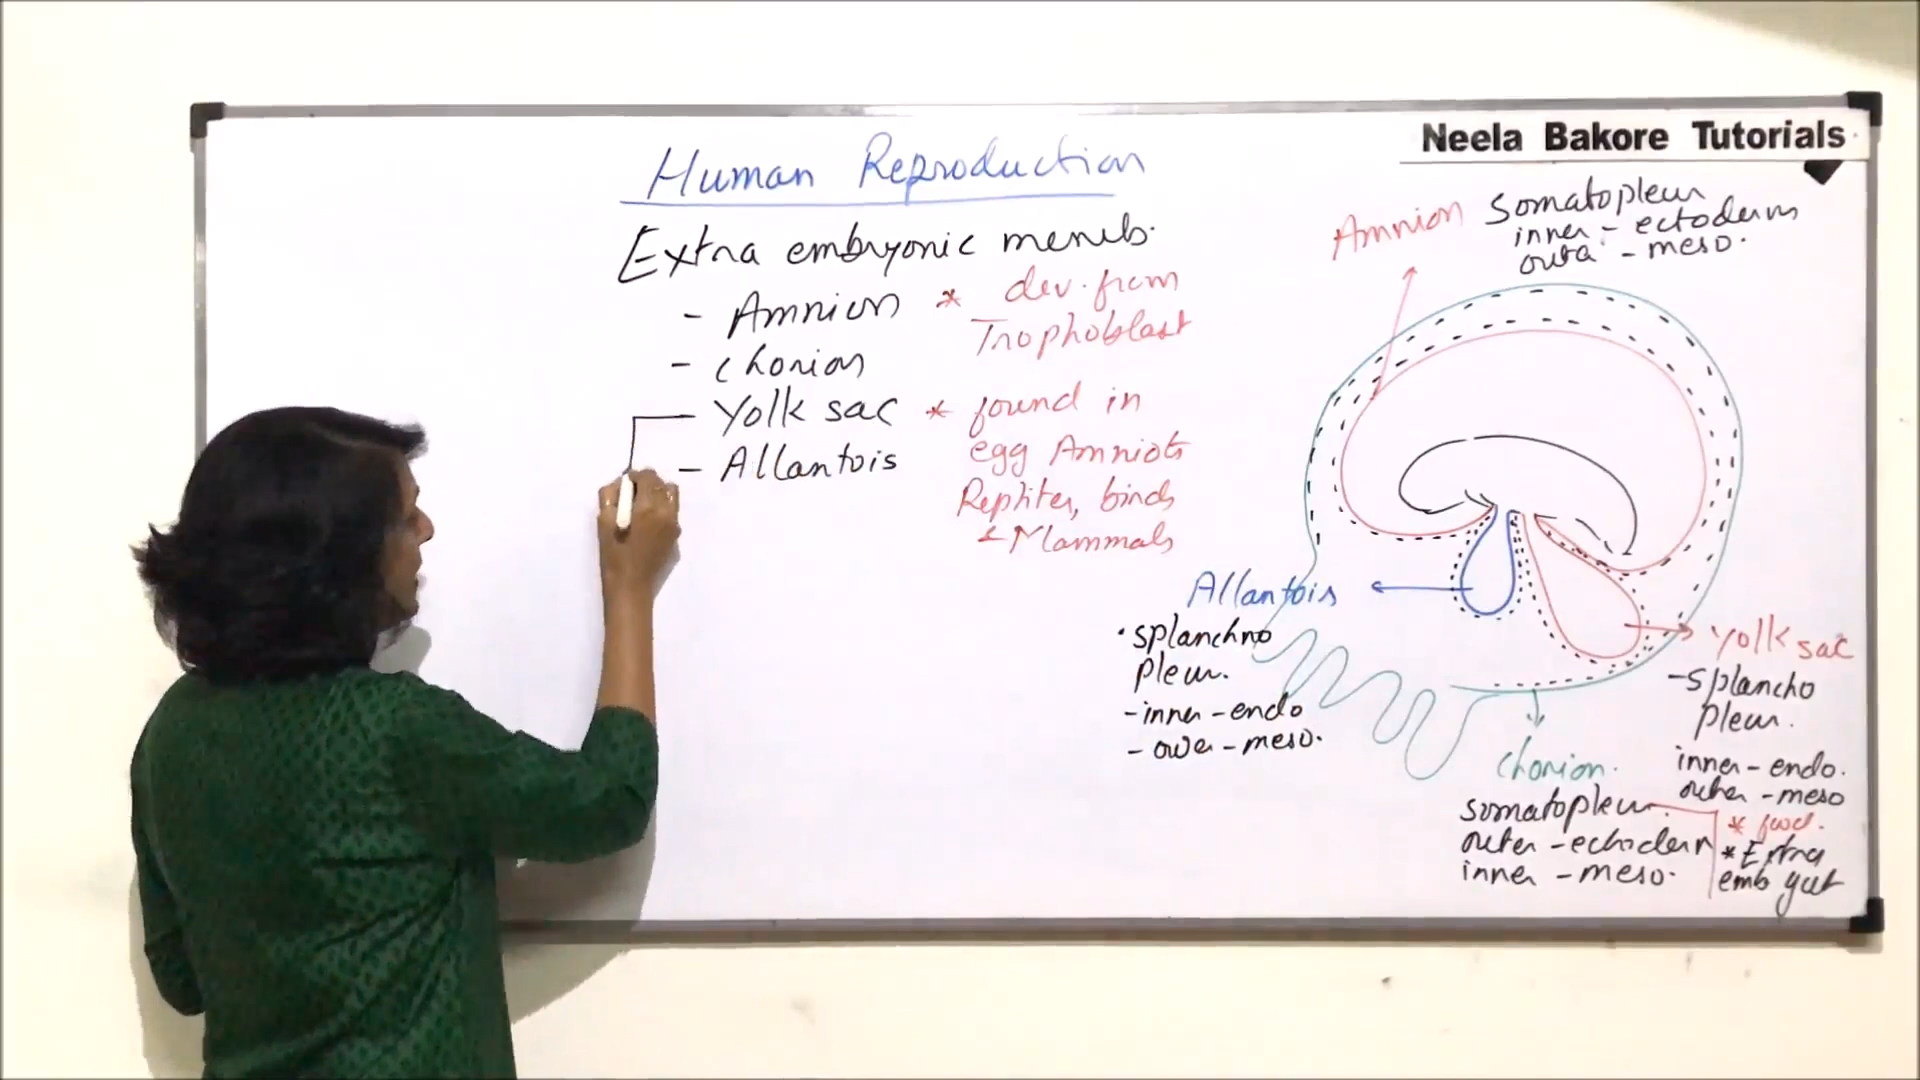 Neela Bakore Tutorials
Human Reproduction
Extra embryonic memb.
- Amnion * dev. from
Trophoblast
- Chorion
- Yolk sac * found in
egg Amniots
- Allantois
Reptiles, birds
& Mammals
Amnion Somatopleur
inner - ectoderm
outer - meso.
Allantois
• splanchno
pleur.
- inner - endo
- outer - meso.
Yolk sac
- Splancho
pleur.
inner - endo.
outer - meso
* food.
* Extra
emb gut
Chorion.
somatopleur
outer - ectoderm
inner - meso.